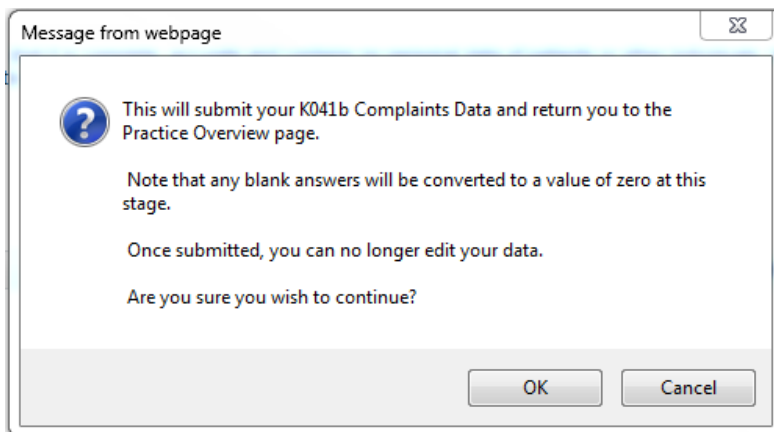 Message from webpage
This will submit your K041b Complaints Data and return you to the
Practice Overview page.
Note that any blank answers will be converted to a value of zero at this
stage.
Once submitted, you can no longer edit your data.
Are you sure you wish to continue?
OK
Cancel